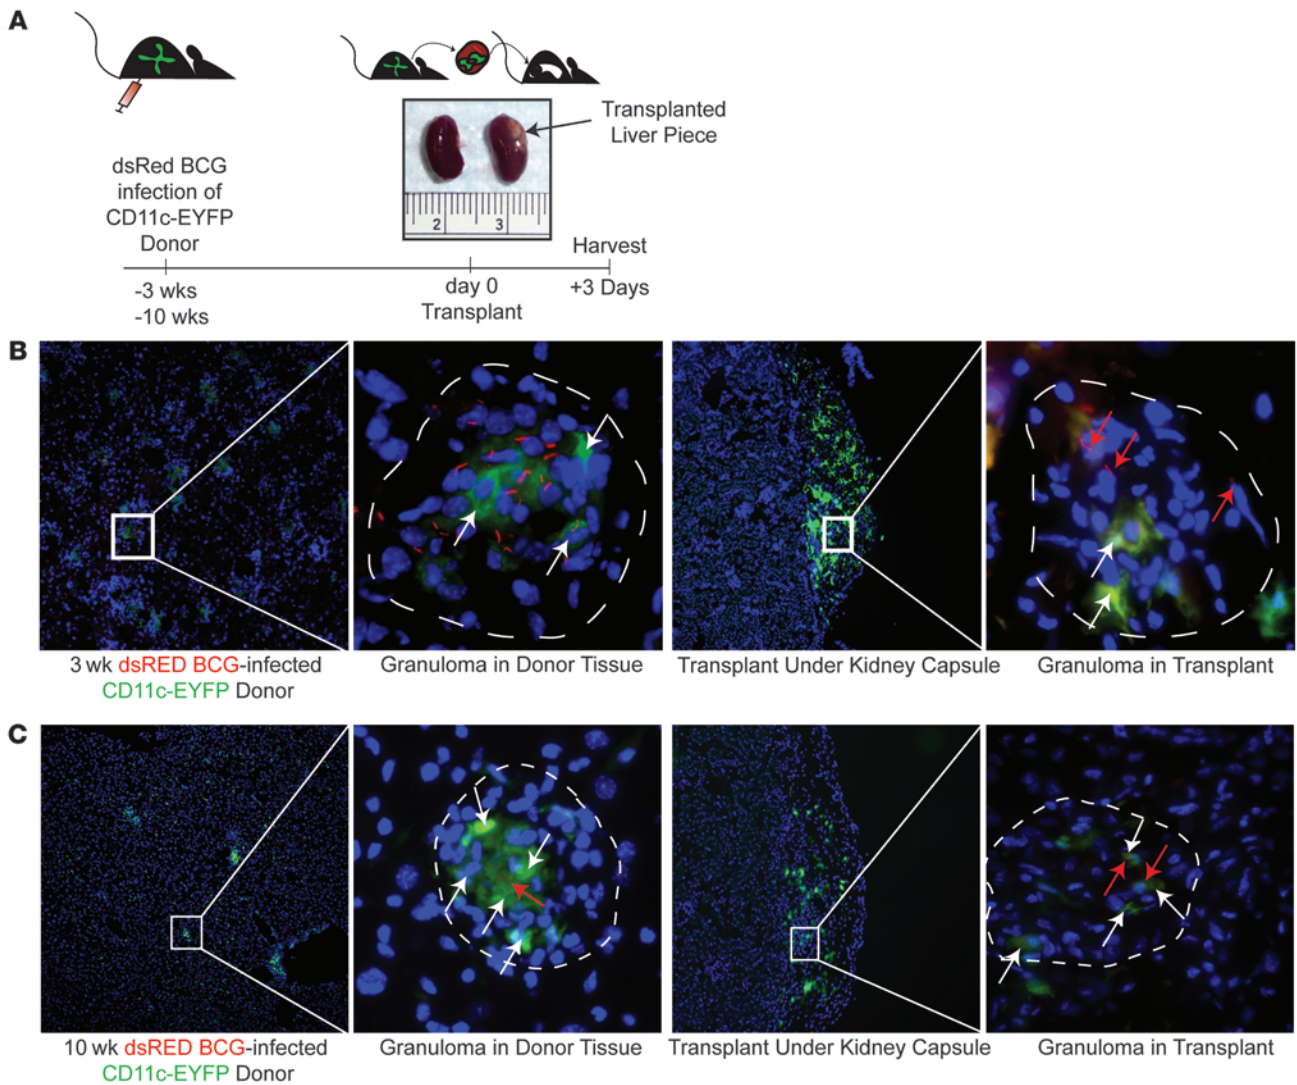 A
Transplanted
Liver Piece
dsRed BCG
infection of
CD11c-EYFP
Donor
2 3
Harvest
-3 wks
-10 wks
day 0
Transplant
+3 Days
B
3 wk dsRED BCG-infected
CD11c-EYFP Donor
Granuloma in Donor Tissue
Transplant Under Kidney Capsule
Granuloma in Transplant
C
10 wk dsRED BCG-infected
CD11c-EYFP Donor
Granuloma in Donor Tissue
Transplant Under Kidney Capsule
Granuloma in Transplant